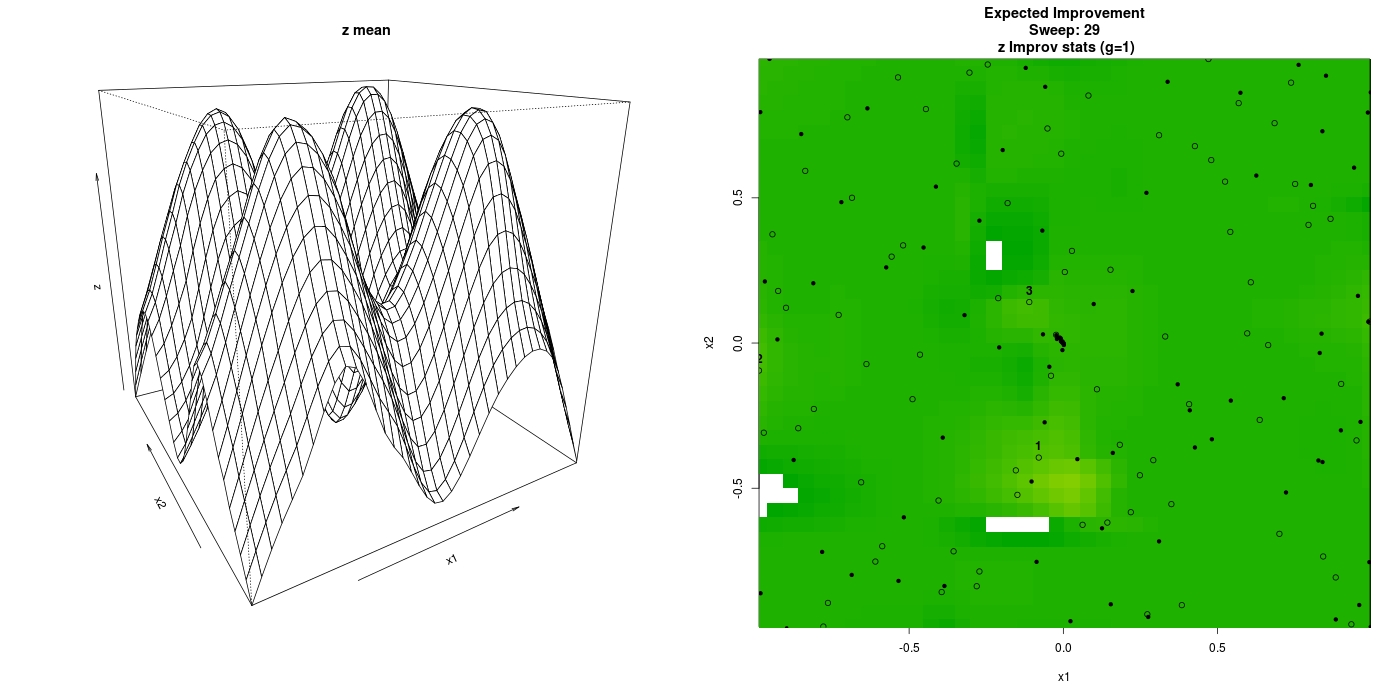 z mean
z
x2
x1
Expected Improvement
Sweep: 29
z Improv stats (g=1)
x2
0.5
0.0
-0.5
3
1
-0.5
0.0
0.5
x1